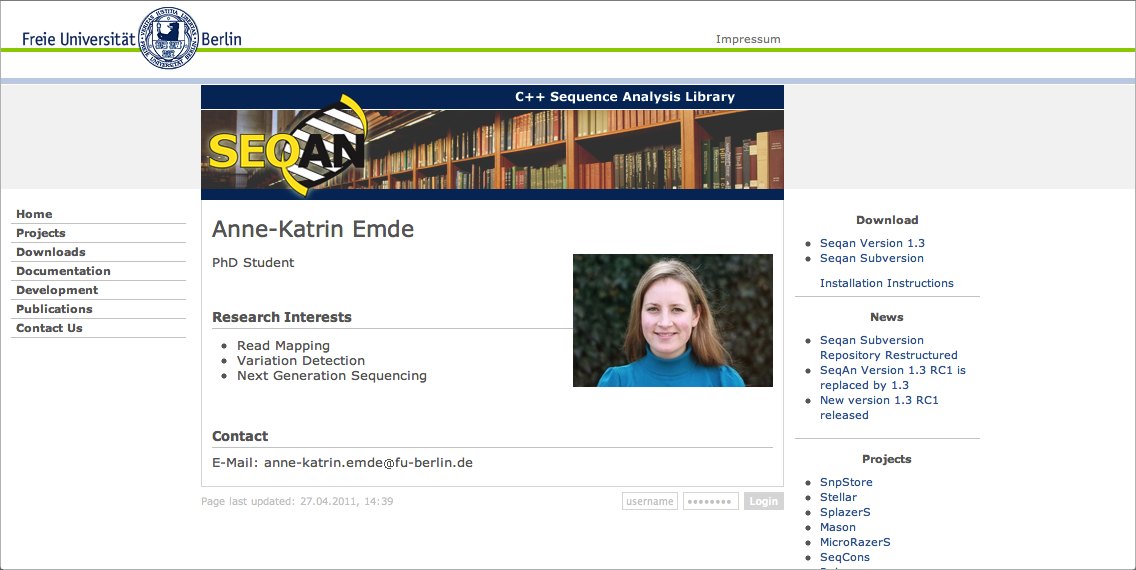 Freie Universität Berlin
Impressum
C++ Sequence Analysis Library
SEQAN
Home
Projects
Downloads
Documentation
Development
Publications
Contact Us
Anne-Katrin Emde
PhD Student
Research Interests
Read Mapping
Variation Detection
Next Generation Sequencing
Contact
E-Mail: anne-katrin.emde@fu-berlin.de
Page last updated: 27.04.2011, 14:39
username
Login
Download
Seqan Version 1.3
Seqan Subversion
Installation Instructions
News
Seqan Subversion
Repository Restructured
SeqAn Version 1.3 RC1 is
replaced by 1.3
New version 1.3 RC1
released
Projects
SnpStore
Stellar
SplazerS
Mason
MicroRazerS
SeqCons